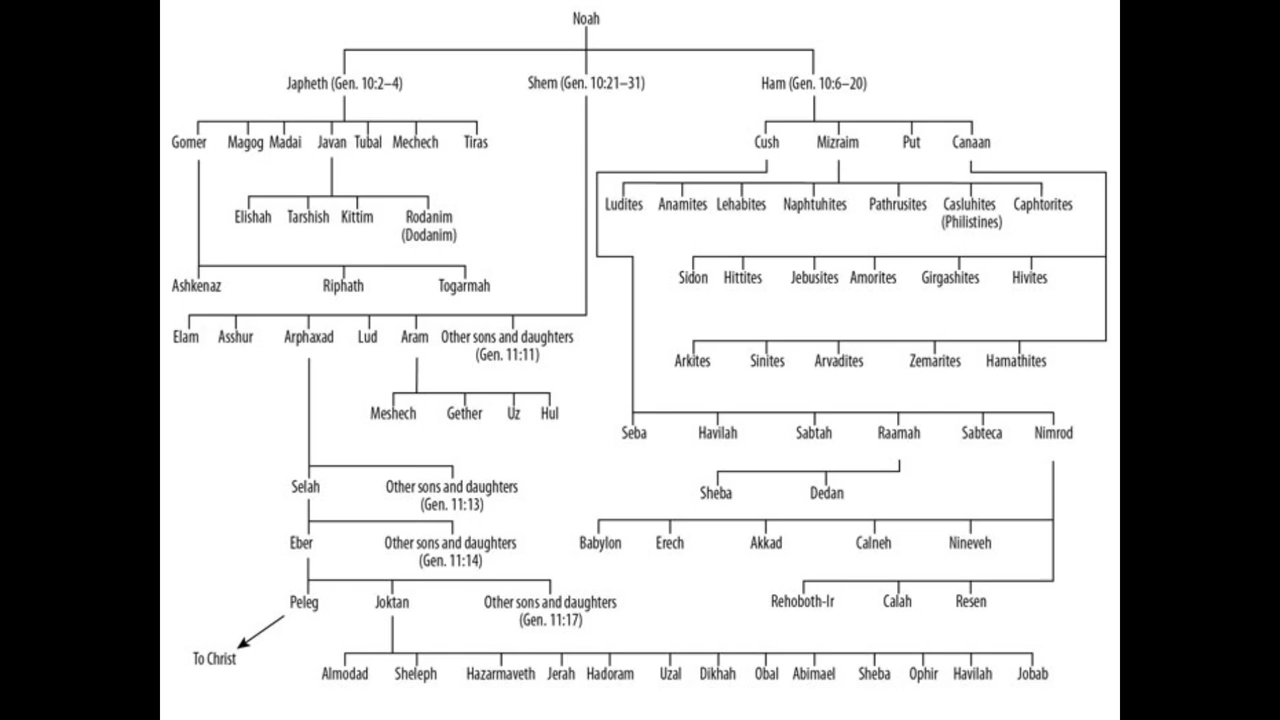 Noah
Japheth (Gen. 10:2–4) Shem (Gen. 10:21–31) Ham (Gen. 10:6–20)
Gomer Magog Madai Javan Tubal Mechech Tiras Cush Mizraim Put Canaan
Elishah Tarshish Kittim Rodanim Ludites Anamites Lehabites Naphtuhites Pathrusites Casluhites Caphtorites
(Dodanim) (Philistines)
Ashkenaz Riphath Togarmah Sidon Hittites Jebusites Amorites Girgashites Hivites
Elam Asshur Arphaxad Lud Aram Other sons and daughters
(Gen. 11:11)
Arkites Sinites Arvadites Zemarites Hamathites
Meshech Gether Uz Hul
Seba Havilah Sabtah Raamah Sabteca Nimrod
Selah Other sons and daughters
(Gen. 11:13)
Sheba Dedan
Eber Other sons and daughters
(Gen. 11:14)
Babylon Erech Akkad Calneh Nineveh
Peleg Joktan Other sons and daughters
(Gen. 11:17)
Rehoboth-Ir Calah Resen
To Christ
Almodad Sheleph Hazarmaveth Jerah Hadoram Uzal Dikhah Obal Abimael Sheba Ophir Havilah Jobab